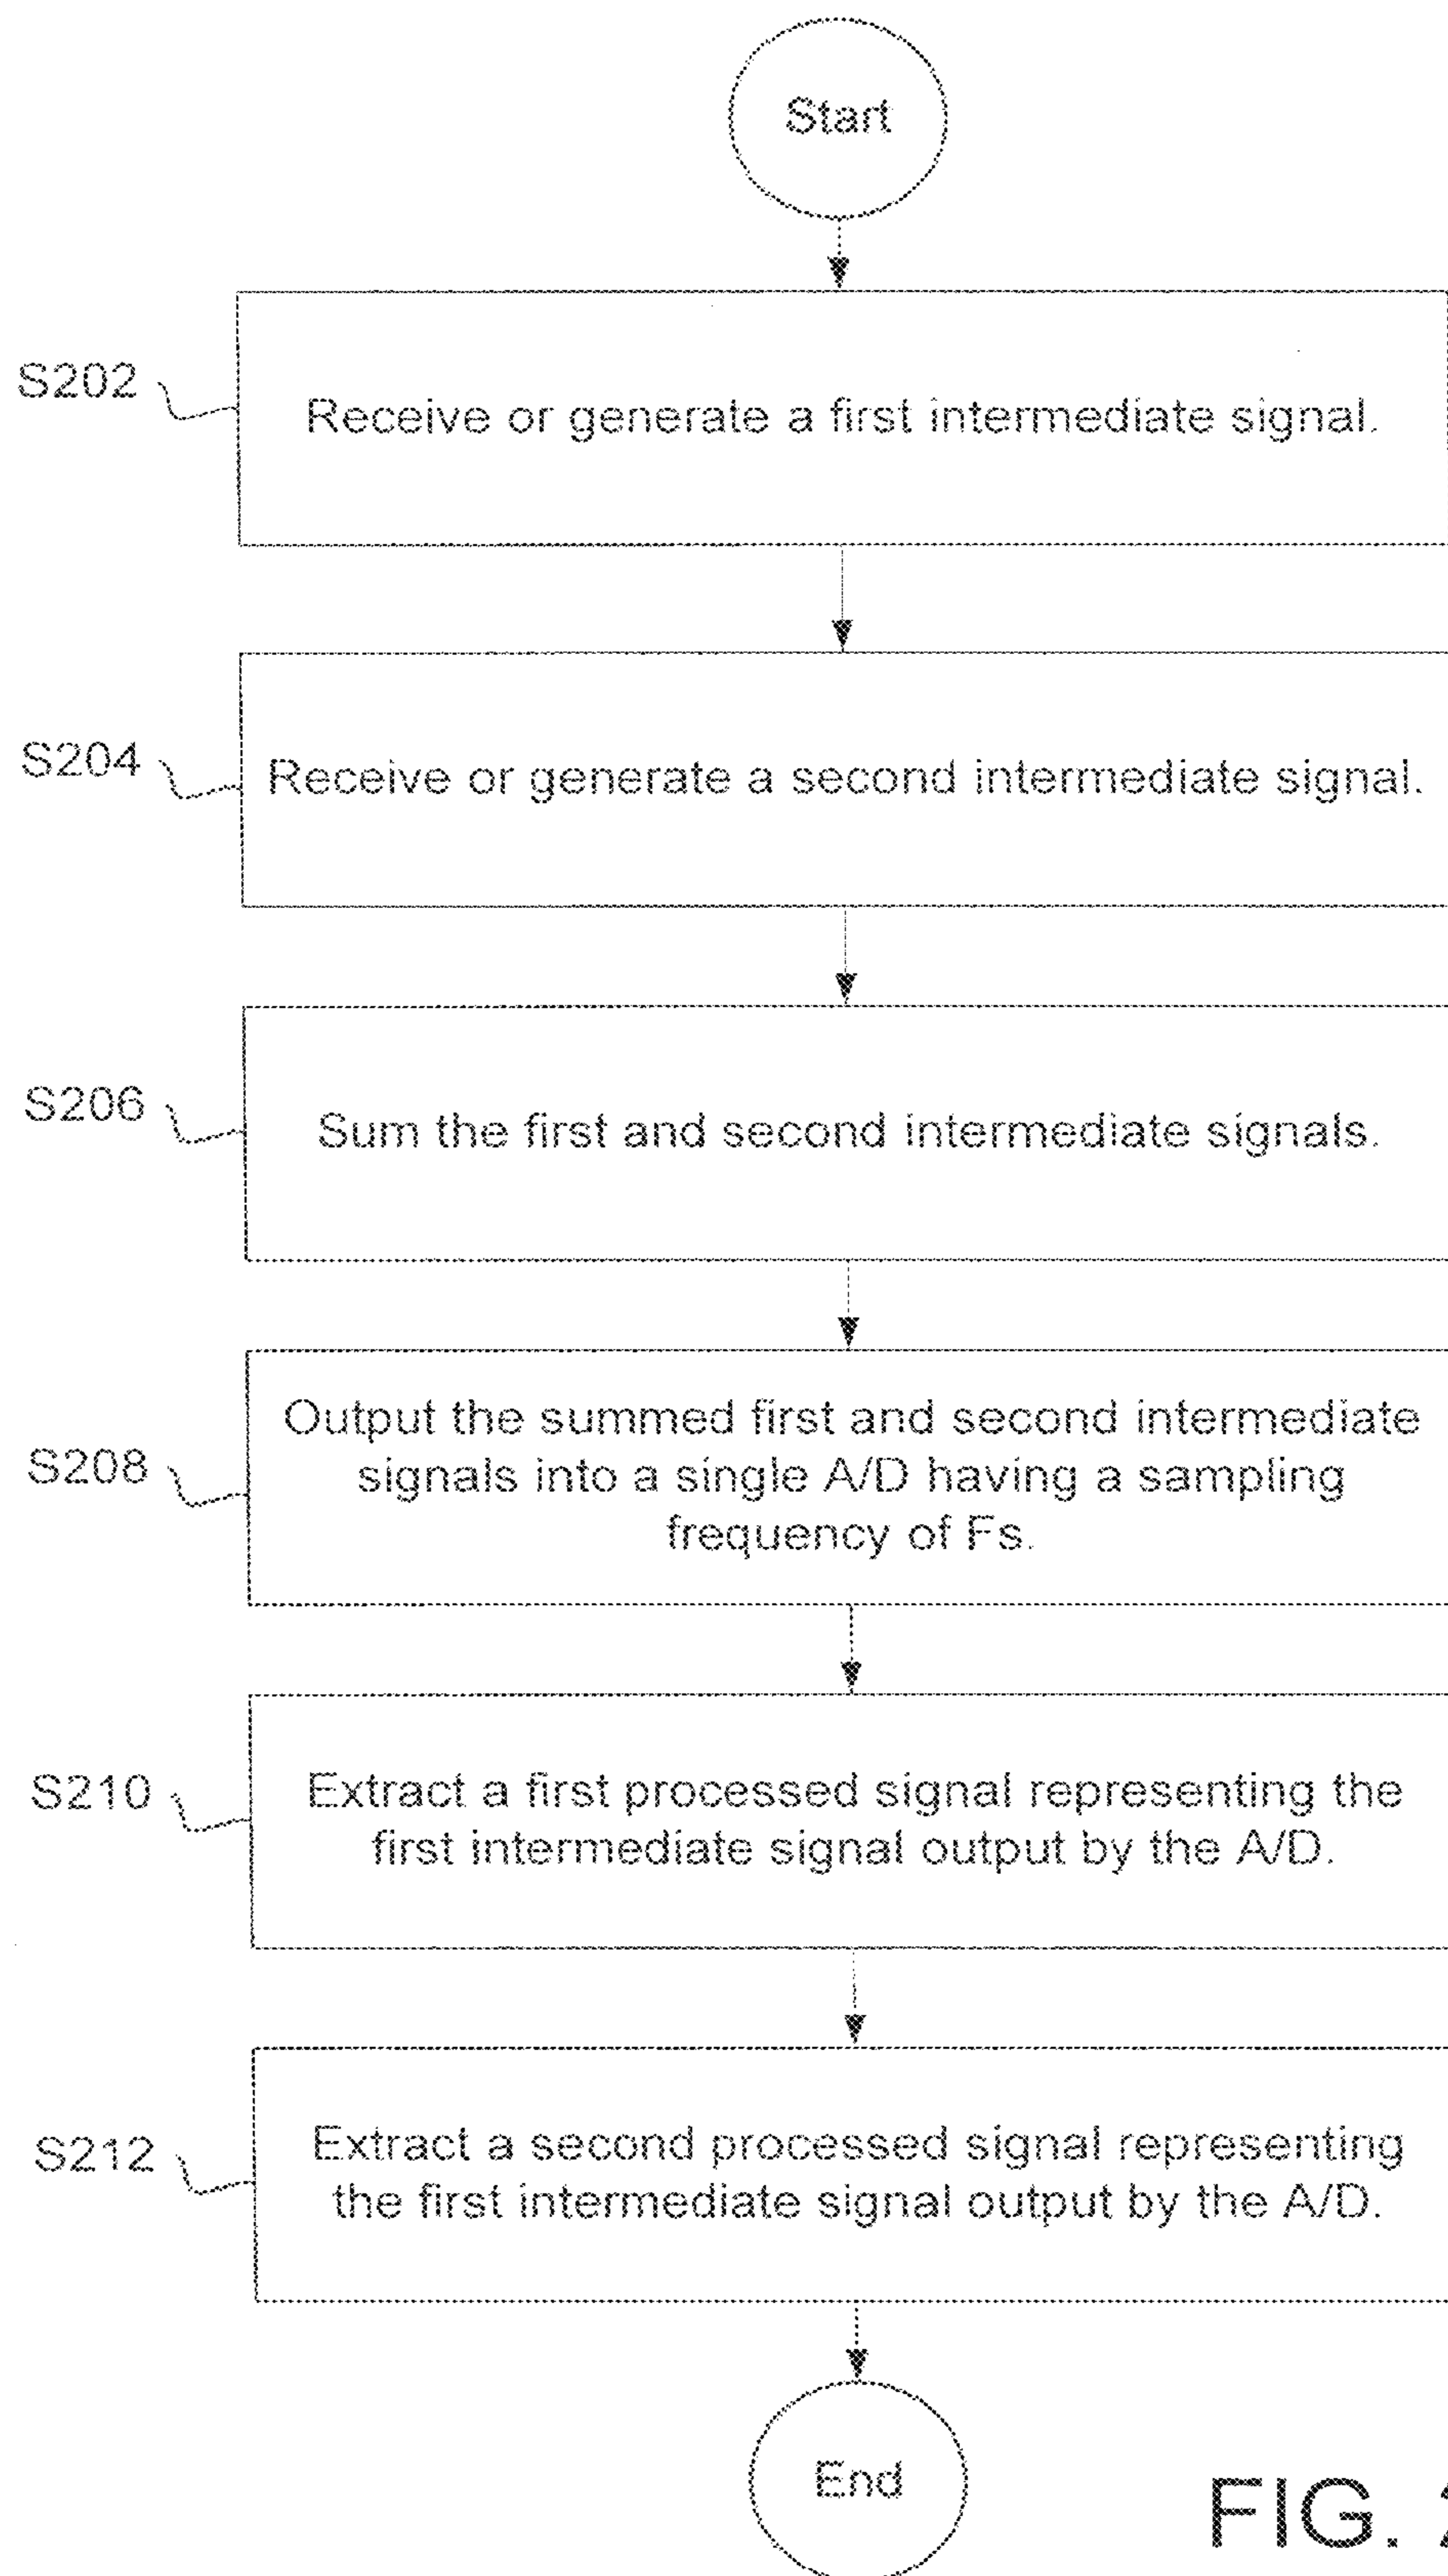 Start
S202
Receive or generate a first intermediate signal.
S204
Receive or generate a second intermediate signal.
S206
Sum the first and second intermediate signals.
S208
Output the summed first and second intermediate
signals into a single A/D having a sampling
frequency of Fs.
S210
Extract a first processed signal representing the
first intermediate signal output by the A/D.
S212
Extract a second processed signal representing
the first intermediate signal output by the A/D.
End
FIG.